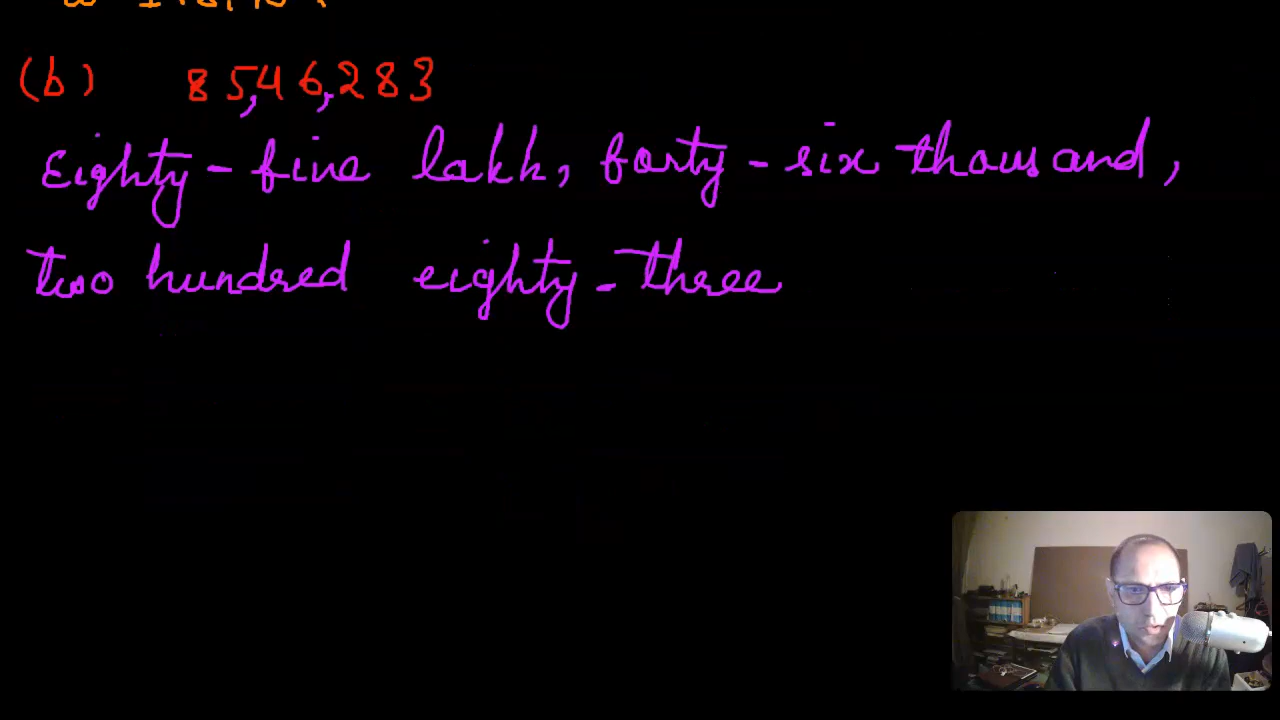 (b) 85,46,283
Eighty-five lakh, forty-six thousand,
two hundred eighty-three